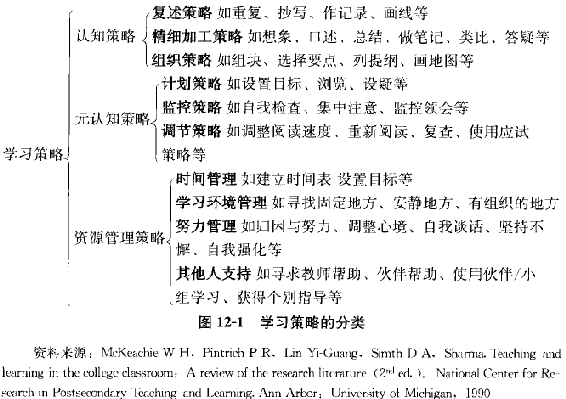 复述策略 如重复、抄写、作记录、画线等
认知策略 精细加工策略 如想象、口述、总结、做笔记、类比、答疑等
组织策略 如组块、选择要点、列提纲、画地图等
计划策略 如设置目标、浏览、设疑等
监控策略 如自我检查、集中注意、监控领会等
元认知策略
调节策略 如调整阅读速度、重新阅读、复查、使用应试
学习策略 策略等
时间管理 如建立时间表 设置目标等
学习环境管理 如寻找固定地方、安静地方、有组织的地方
努力管理 如归因与努力、调整心境、自我谈话、坚持不
资源管理策略
懈、自我强化等
其他人支持 如寻求教师帮助、伙伴帮助、使用伙伴/小
组学习、获得个别指导等
图 12-1 学习策略的分类
资料来源：McKeachie W H, Pintrich P R, Lin Yi-Guang, Simth D A, Sharma. Teaching and
learning in the college classroom: A review of the research literature (2nd ed.). National Center for Re-
search in Postsecondary Teaching and Learning. Ann Arbor: University of Michigan, 1990